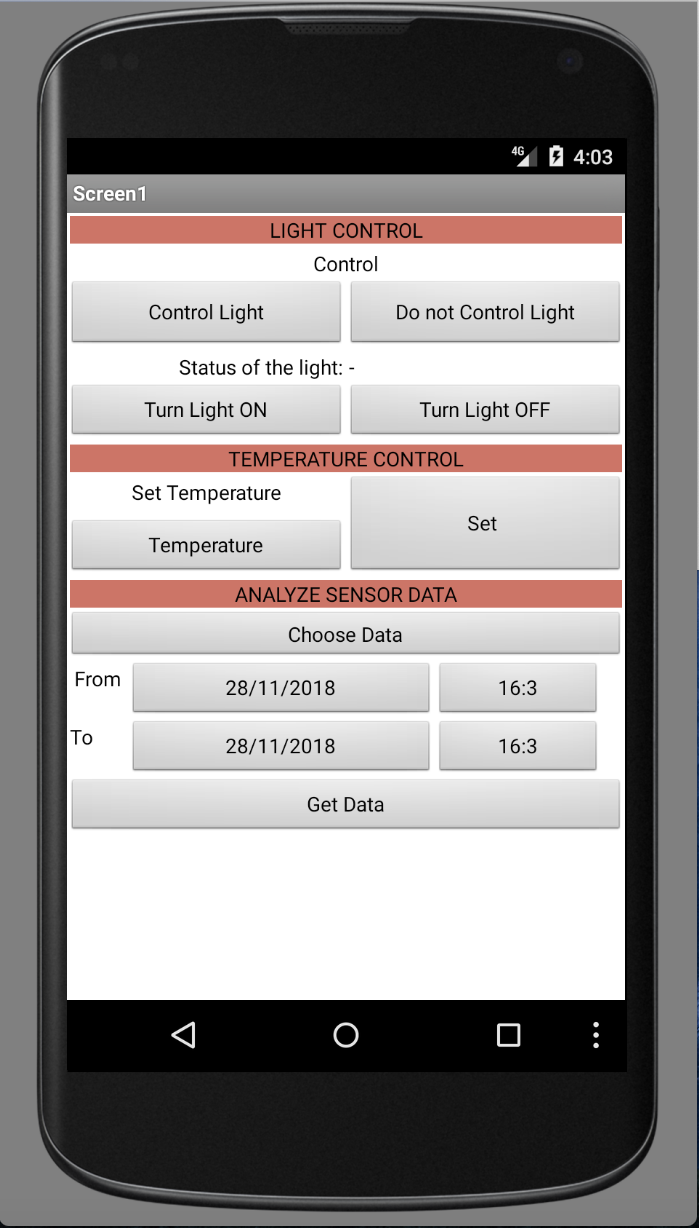 4G 4:03
Screen1
LIGHT CONTROL
Control
Control Light Do not Control Light
Status of the light: -
Turn Light ON Turn Light OFF
TEMPERATURE CONTROL
Set Temperature
Set
Temperature
ANALYZE SENSOR DATA
Choose Data
From 28/11/2018 16:3
To 28/11/2018 16:3
Get Data